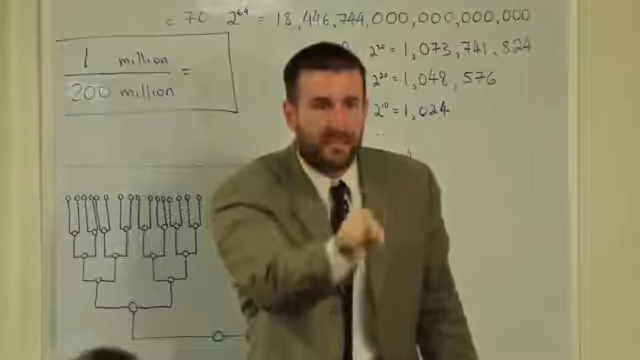 = 70 2⁶⁴ = 18,446,744,000,000,000,000
2³⁰ = 1,073,741,824
1 million
200 million
=
2²⁰ = 1,048,576
2¹⁰ = 1,024